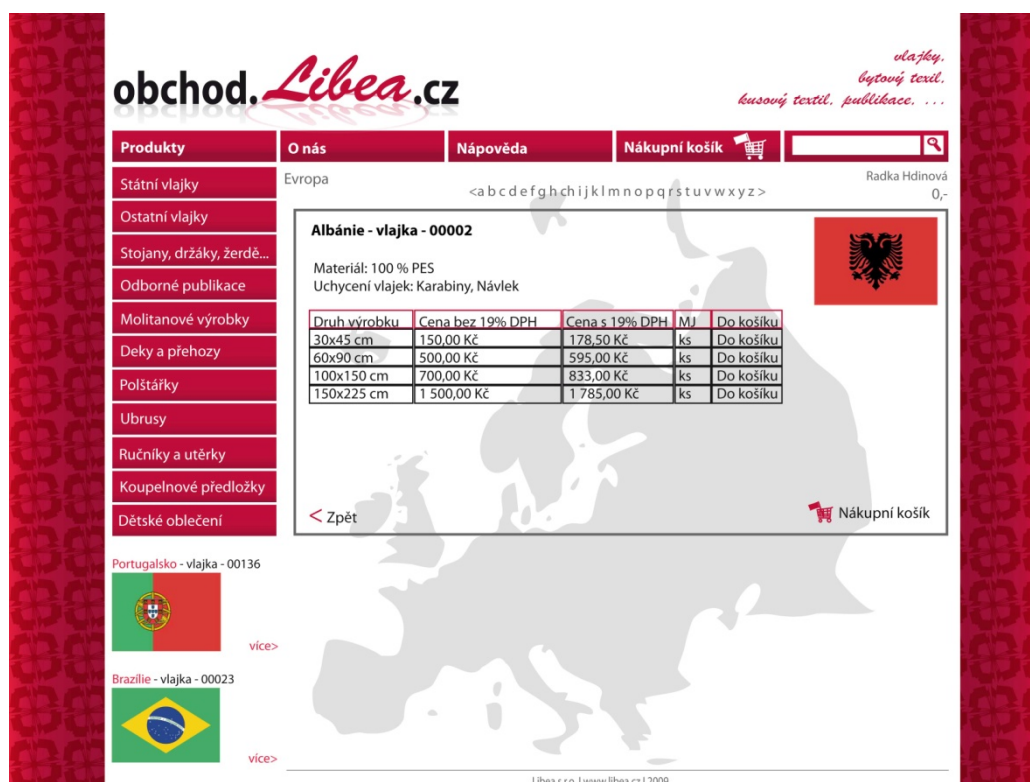 obchod.Libea.cz
vlajky,
bytový texil,
kusový textil, publikace, ...
Produkty
O nás
Nápověda
Nákupní košík
Státní vlajky
Ostatní vlajky
Stojany, držáky, žerdě...
Odborné publikace
Molitanové výrobky
Deky a přehozy
Polštářky
Ubrusy
Ručníky a utěrky
Koupelnové předložky
Dětské oblečení
Evropa
<a b c d e f g h ch i j k l m n o p q r s t u v w x y z >
Radka Hdinová
0,-
Albánie - vlajka - 00002
Materiál: 100 % PES
Uchycení vlajek: Karabiny, Návlek
Druh výrobku Cena bez 19% DPH Cena s 19% DPH MJ Do košíku
30x45 cm 150,00 Kč 178,50 Kč ks Do košíku
60x90 cm 500,00 Kč 595,00 Kč ks Do košíku
100x150 cm 700,00 Kč 833,00 Kč ks Do košíku
150x225 cm 1 500,00 Kč 1 785,00 Kč ks Do košíku
< Zpět
Nákupní košík
Portugalsko - vlajka - 00136
více>
Brazílie - vlajka - 00023
více>
Libea s.r.o. | www.libea.cz | 2009